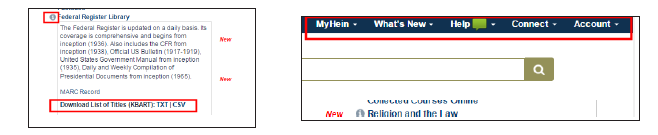 Federal Register Library
The Federal Register is updated on a daily basis. Its
coverage is comprehensive and begins from
inception (1936). Also includes the CFR from
inception (1938), Official US Bulletin (1917-1919),
United States Government Manual from inception
(1935), Daily and Weekly Compilation of
Presidential Documents from inception (1965).
MARC Record
Download List of Titles (KBART): TXT | CSV
New
New
MyHein What's New Help Connect Account
Collected Courses Online
New Religion and the Law